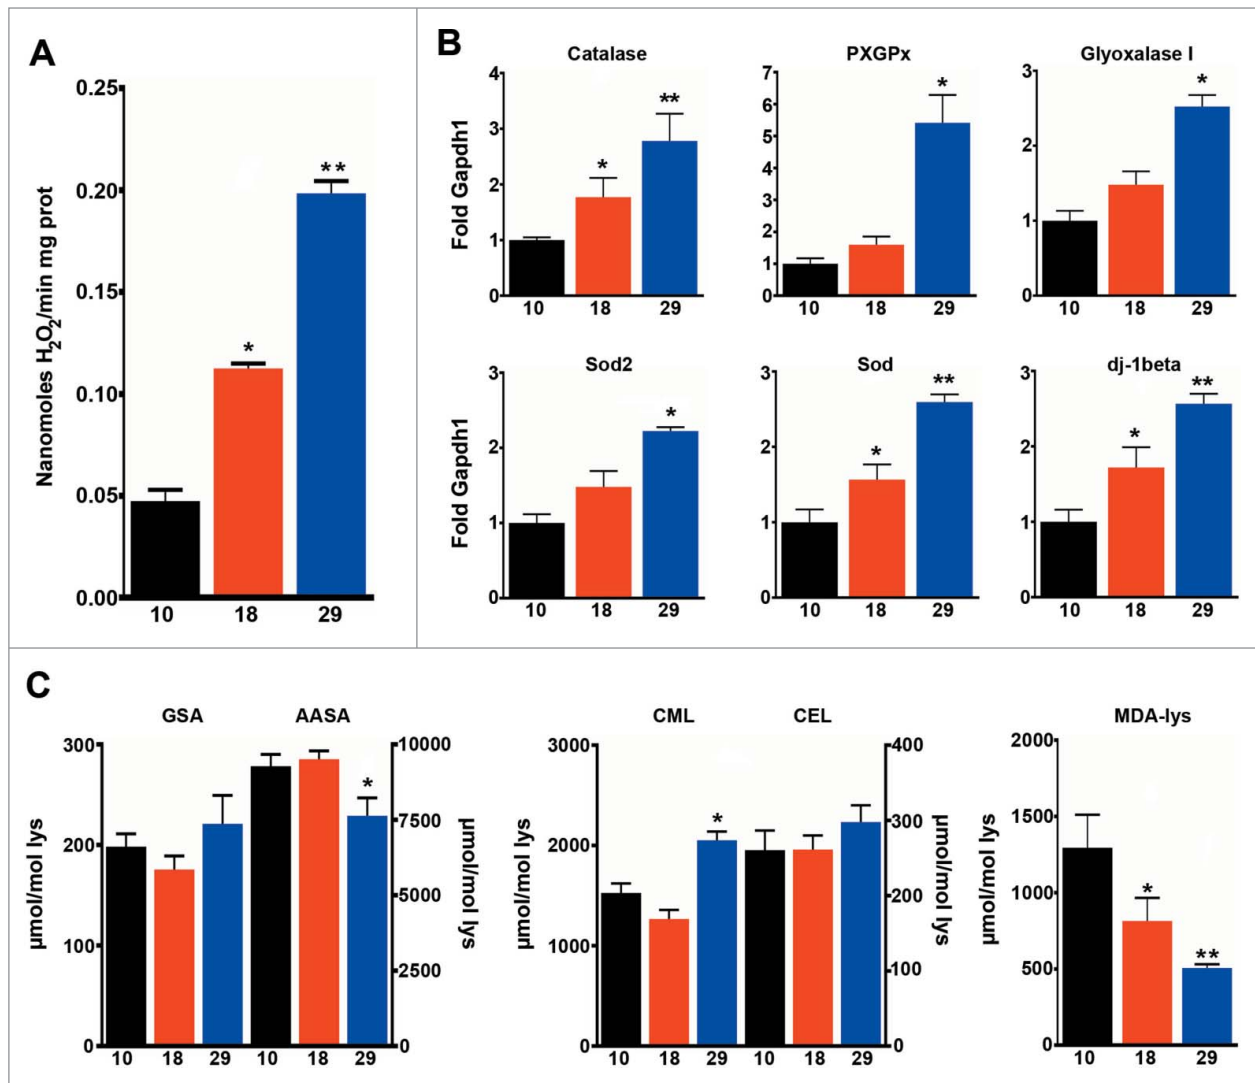 A
Nanomoles H₂O₂/min mg prot
0.25
0.20
0.15
0.10
0.05
0.00
*
**
10 18 29
B
Catalase
Fold Gapdh1
4
3
2
1
0
*
**
10 18 29
PXGPx
7
6
5
4
3
2
1
0
*
10 18 29
Glyoxalase I
3
2
1
0
*
10 18 29
Sod2
Fold Gapdh1
3
2
1
0
*
10 18 29
Sod
3
2
1
0
*
**
10 18 29
dj-1beta
3
2
1
0
*
**
10 18 29
C
GSA AASA
µmol/mol lys
300
200
100
0
*
10000
7500
5000
2500
0
µmol/mol lys
10 18 29 10 18 29
CML CEL
µmol/mol lys
3000
2000
1000
0
*
400
300
200
100
0
µmol/mol lys
10 18 29 10 18 29
MDA-lys
µmol/mol lys
2000
1500
1000
500
0
*
**
10 18 29